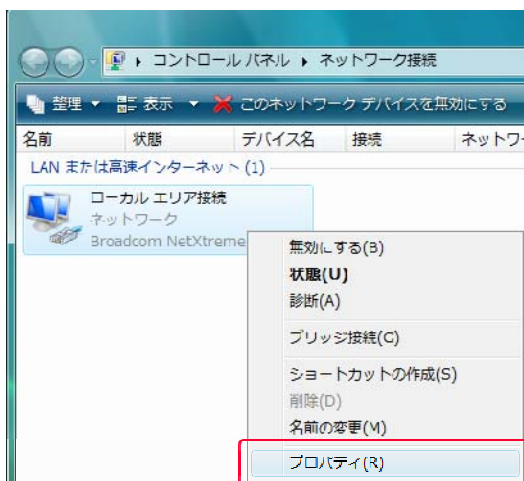 コントロール パネル ▸ ネットワーク接続
整理 表示 このネットワーク デバイスを無効にする
名前 状態 デバイス名 接続 ネットワ
LAN または高速インターネット (1)
ローカル エリア接続
ネットワーク
Broadcom NetXtreme
無効にする(B)
状態(U)
診断(A)
ブリッジ接続(C)
ショートカットの作成(S)
削除(D)
名前の変更(M)
プロパティ(R)